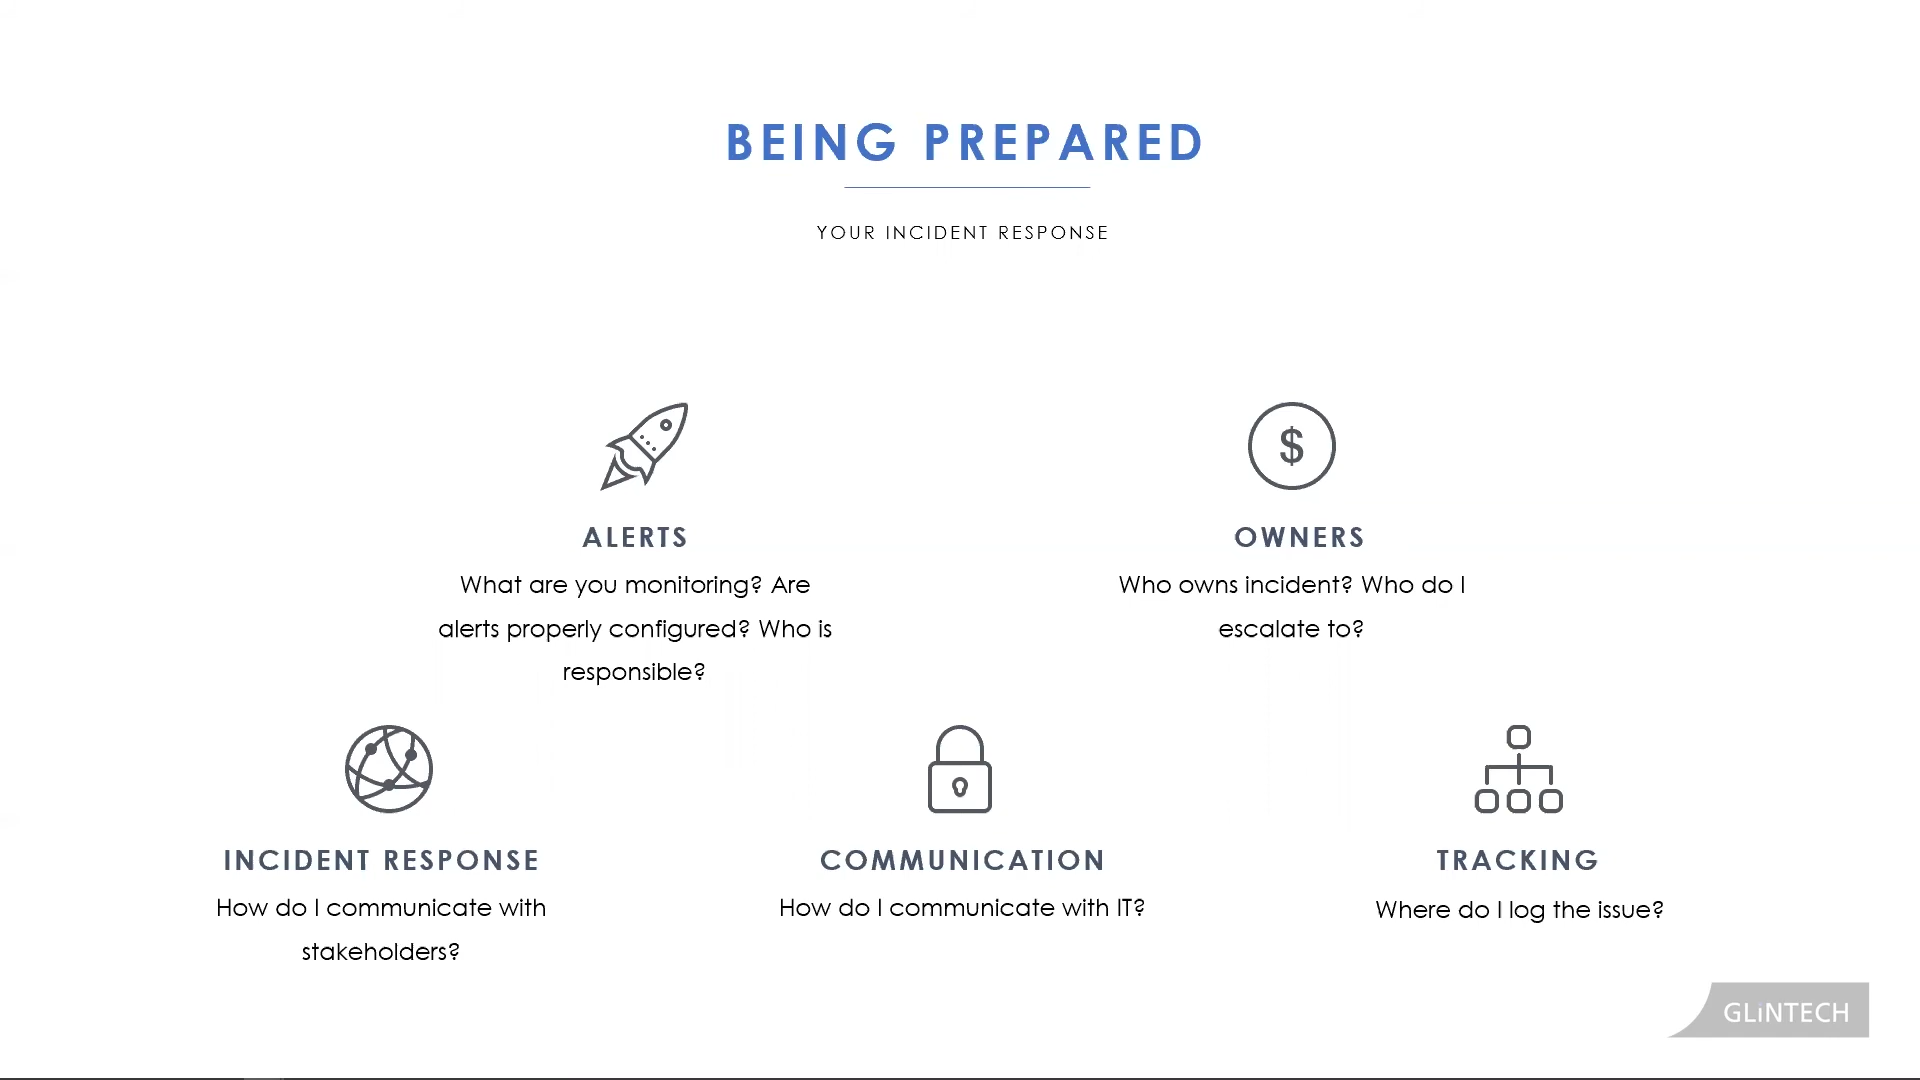 BEING PREPARED
YOUR INCIDENT RESPONSE
$
ALERTS
What are you monitoring? Are
alerts properly configured? Who is
responsible?
OWNERS
Who owns incident? Who do I
escalate to?
INCIDENT RESPONSE
How do I communicate with
stakeholders?
COMMUNICATION
How do I communicate with IT?
TRACKING
Where do I log the issue?
GLiNTECH